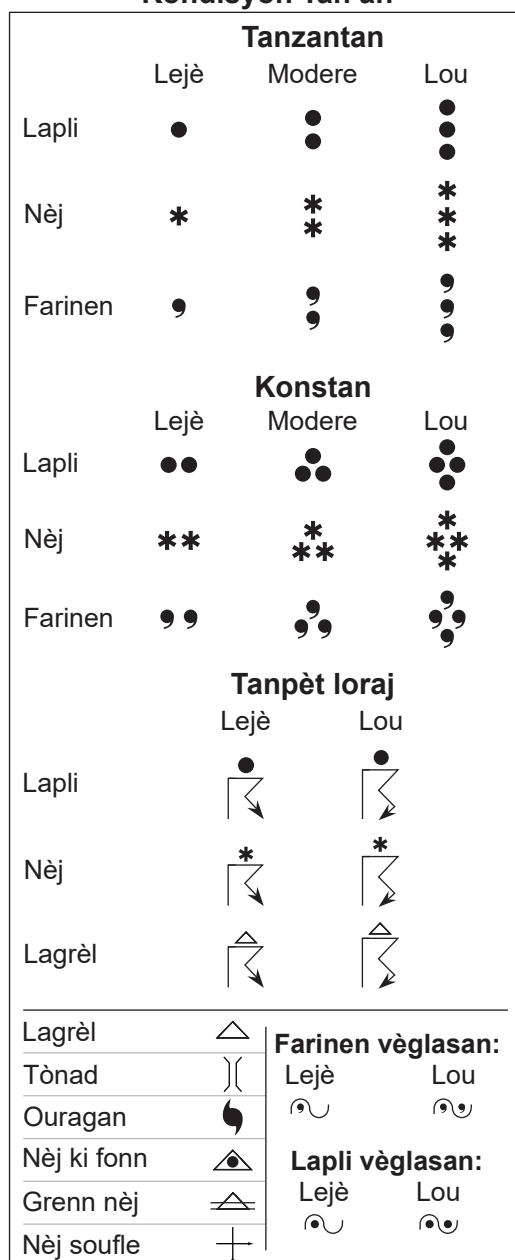 Kondisyon Tan an
Tanzantan
Lejè Modere Lou
Lapli
Nèj
Farinen
Konstan
Lejè Modere Lou
Lapli
Nèj
Farinen
Tanpèt loraj
Lejè Lou
Lapli
Nèj
Lagrèl
Lagrèl
Tònad
Ouragan
Nèj ki fonn
Grenn nèj
Nèj soufle
Farinen vèglasan:
Lejè Lou
Lapli vèglasan:
Lejè Lou